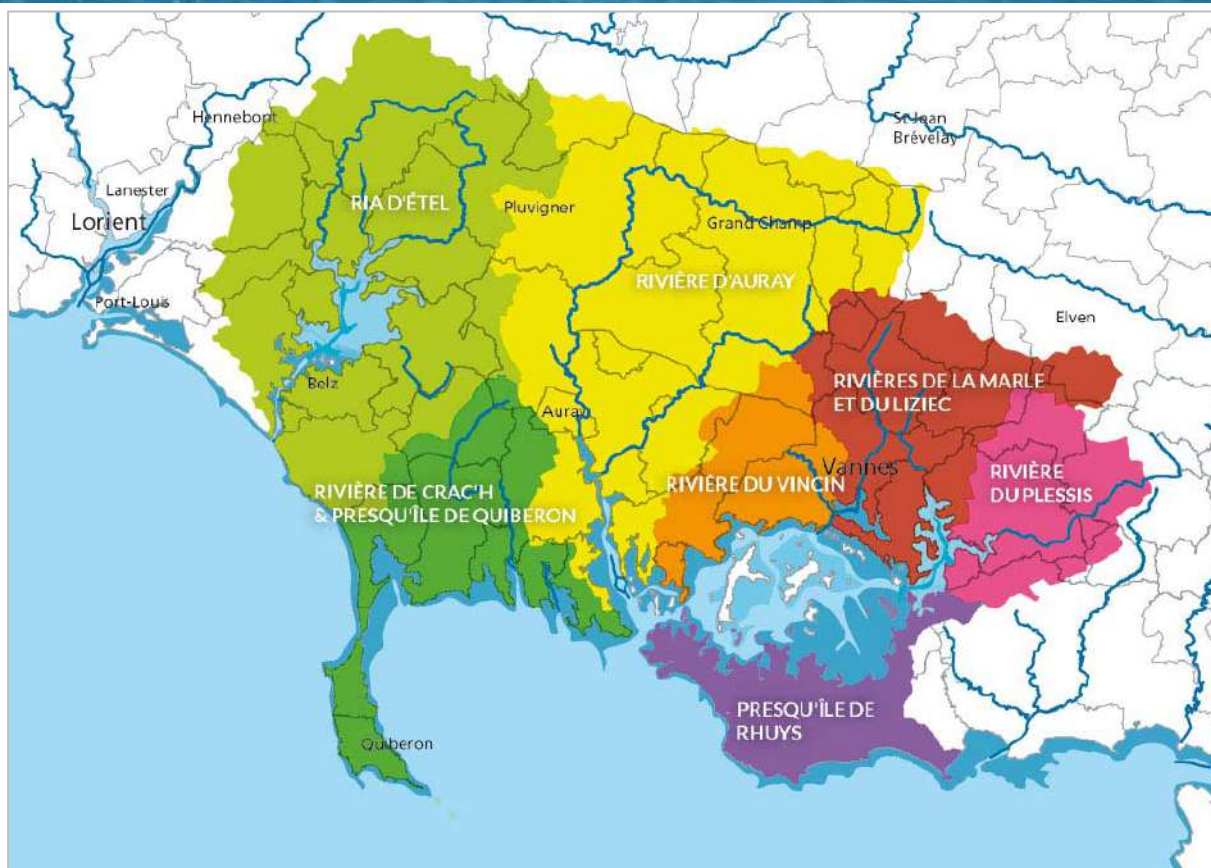 Hennebont
St Jean
Brévelay
Lanester
Lorient
RIA D'ÉTEL
Pluvigner
Grand Champ
Port-Louis
RIVIÈRE D'AURAY
Elven
Belz
RIVIÈRES DE LA MARLE
ET DU LIZIEC
Auray
Vannes
RIVIÈRE DE CRAC'H
& PRESQU'ÎLE DE QUIBERON
RIVIÈRE DU VINCIN
RIVIÈRE
DU PLESSIS
PRESQU'ÎLE DE
RHUYS
Quiberon